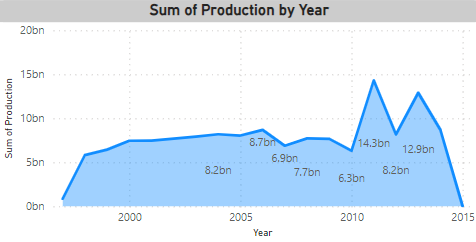 Sum of Production by Year
20bn
15bn
10bn
5bn
0bn
Sum of Production
8.2bn
8.7bn
6.9bn
7.7bn
6.3bn
14.3bn
8.2bn
12.9bn
2000
2005
2010
2015
Year